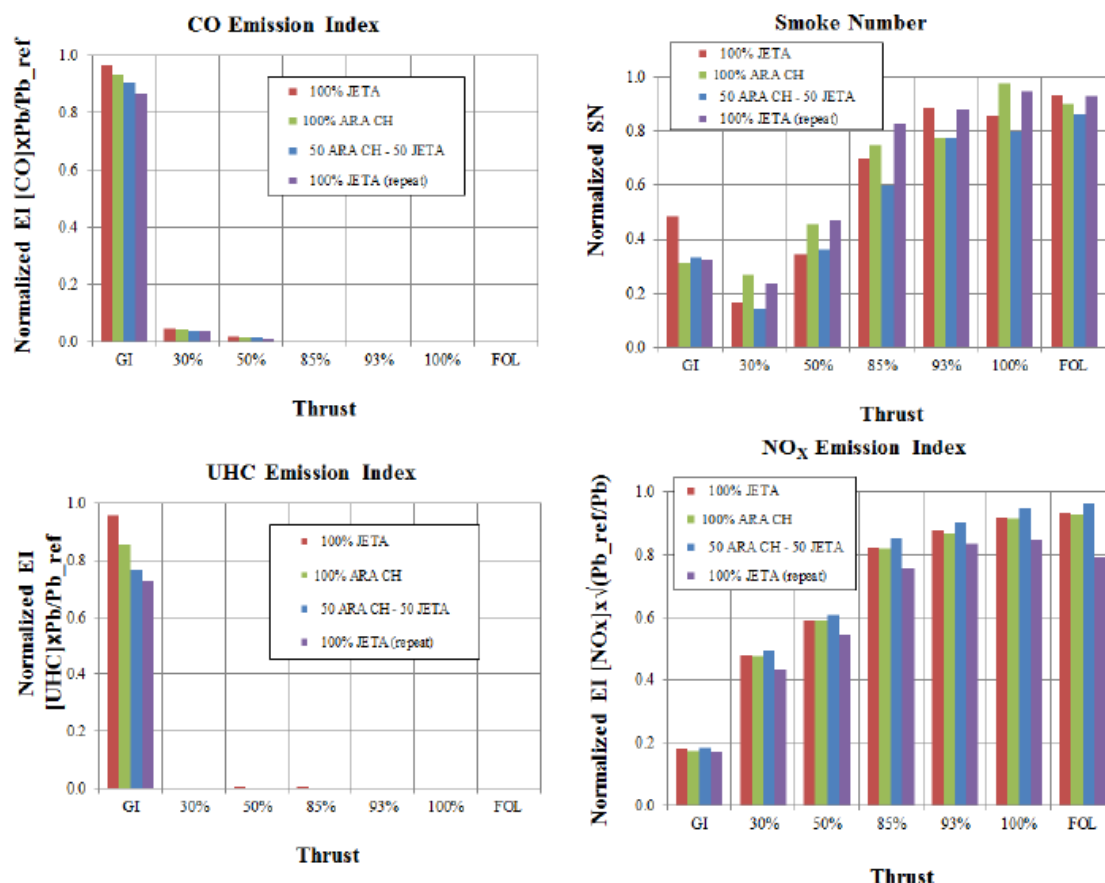 CO Emission Index
Normalized EI [CO]xPb/Pb_ref
1.0
0.8
0.6
0.4
0.2
0.0
100% JETA
100% ARA CH
50 ARA CH - 50 JETA
100% JETA (repeat)
GI 30% 50% 85% 93% 100% FOL
Thrust
Smoke Number
Normalized SN
1.0
0.8
0.6
0.4
0.2
0.0
100% JETA
100% ARA CH
50 ARA CH - 50 JETA
100% JETA (repeat)
GI 30% 50% 85% 93% 100% FOL
Thrust
UHC Emission Index
Normalized EI
[UHC]xPb/Pb_ref
1.0
0.8
0.6
0.4
0.2
0.0
100% JETA
100% ARA CH
50 ARA CH - 50 JETA
100% JETA (repeat)
GI 30% 50% 85% 93% 100% FOL
Thrust
NOX Emission Index
Normalized EI [NOx]x√(Pb_ref/Pb)
1.0
0.8
0.6
0.4
0.2
0.0
100% JETA
100% ARA CH
50 ARA CH - 50 JETA
100% JETA (repeat)
GI 30% 50% 85% 93% 100% FOL
Thrust